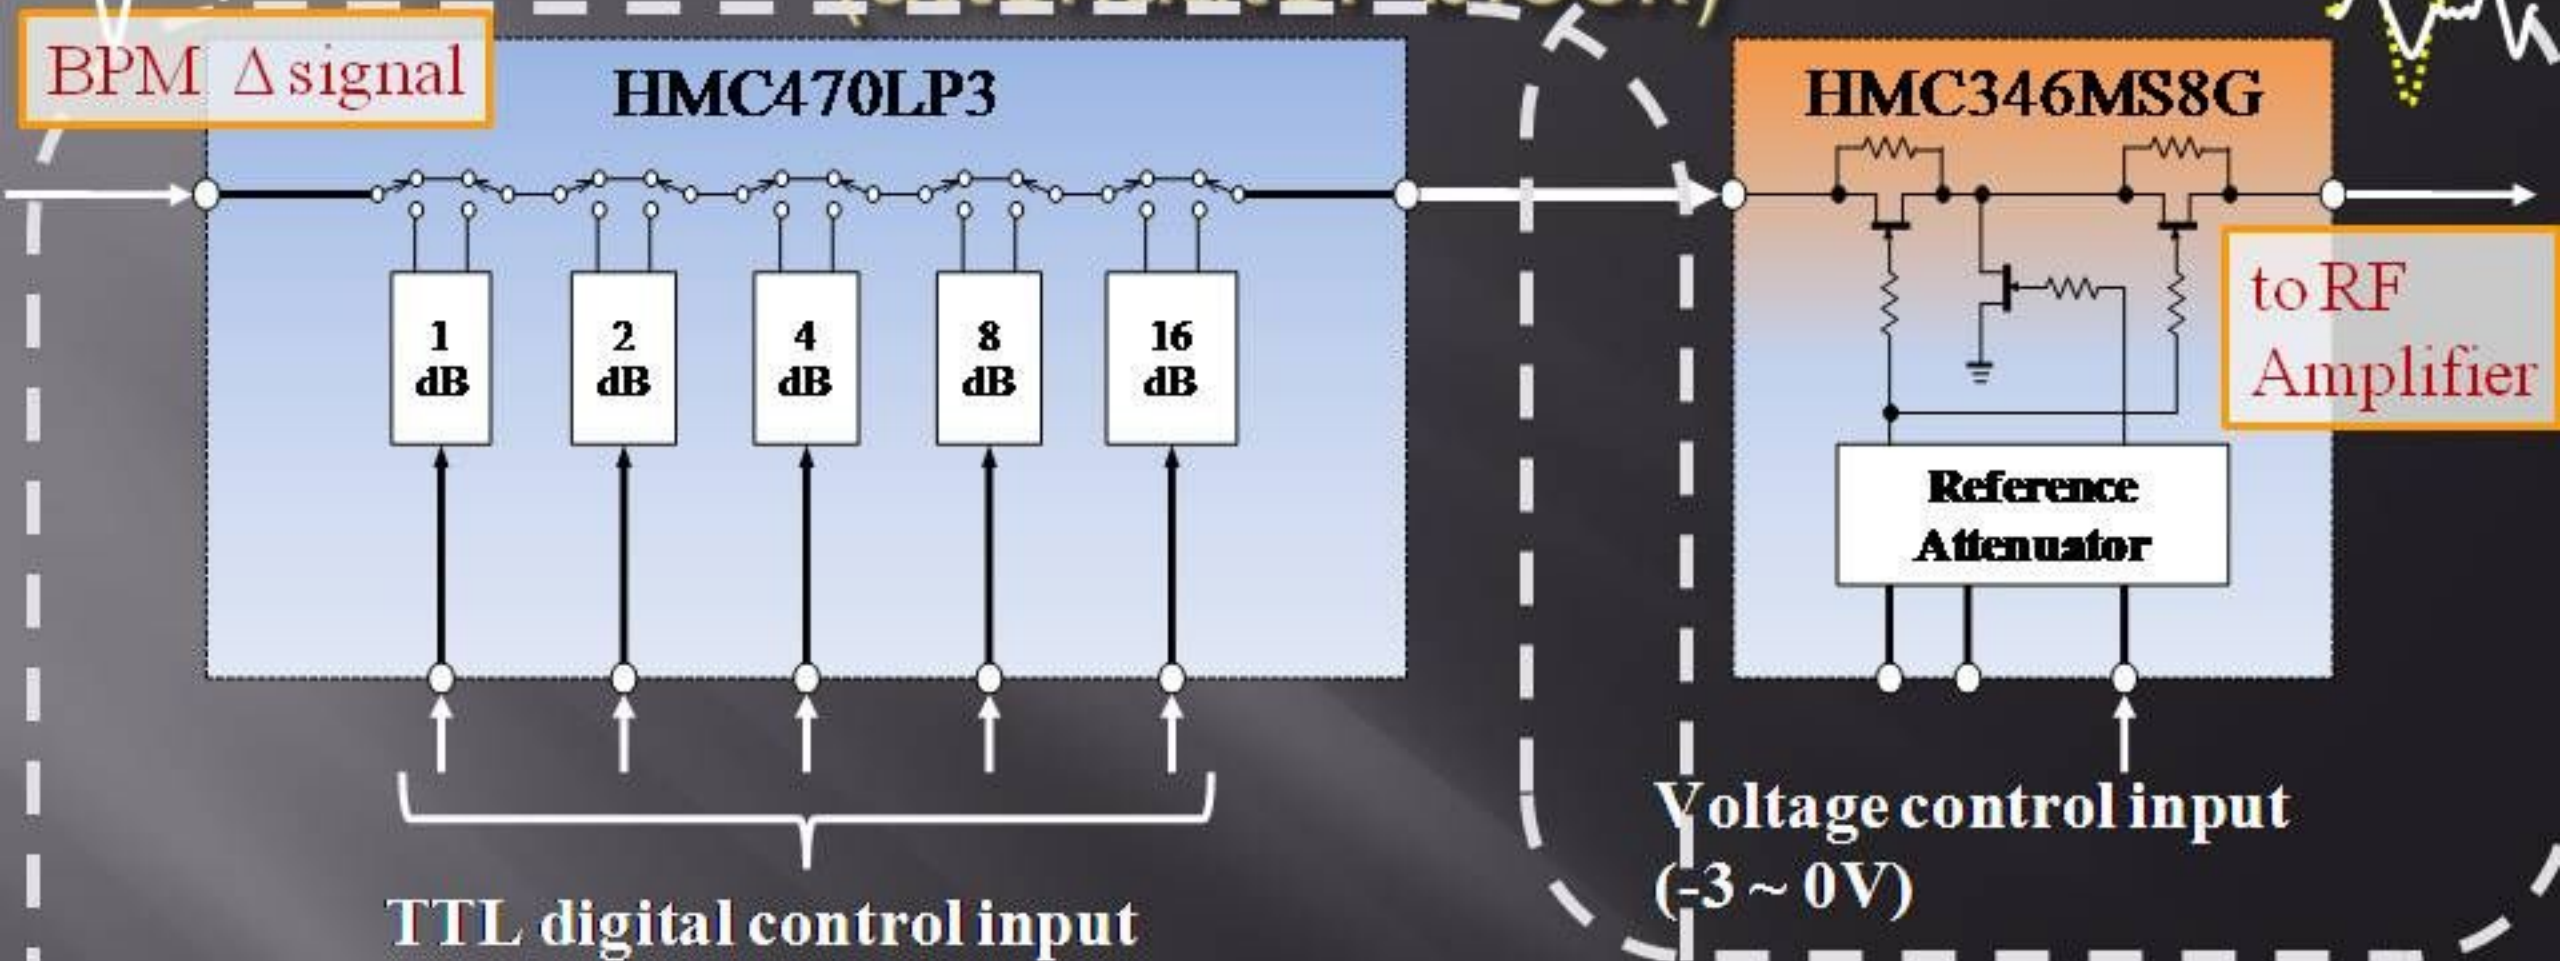 BPM Δ signal
HMC470LP3
HMC346MS8G
1
dB
2
dB
4
dB
8
dB
16
dB
to RF
Amplifier
Reference
Attenuator
Voltage control input
(-3 ~ 0V)
TTL digital control input